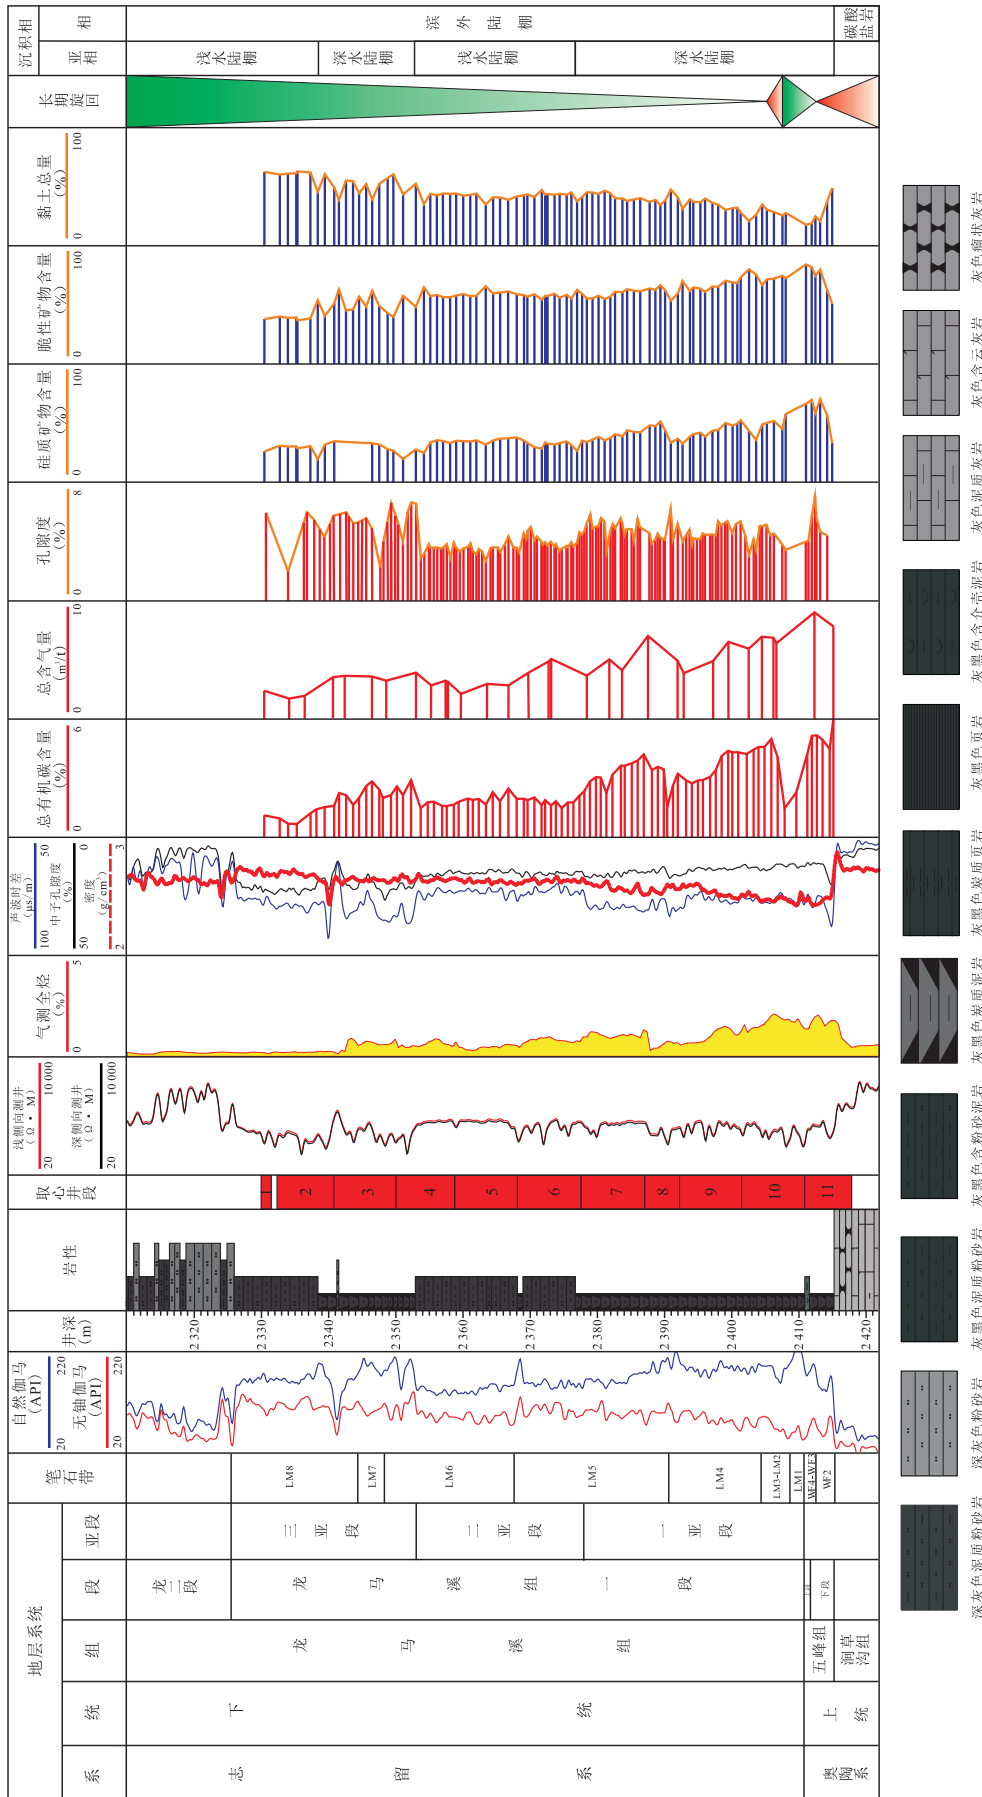 地层系统
系
统
组
段
亚段
笔石带
自然伽马
(API)
20 220
无铀伽马
(API)
20 220
井深
(m)
岩性
取心井段
浅侧向测井
(Ω·M)
20 10 000
深侧向测井
(Ω·M)
20 10 000
气测全烃
(%)
0 5
声波时差
(μs/m)
100 50
中子孔隙度
(%)
50 0
密度
(g/cm³)
2 3
总有机碳含量
(%)
0 6
总含气量
(m³/t)
0 10
孔隙度
(%)
0 8
硅质矿物含量
(%)
0 100
脆性矿物含量
(%)
0 100
黏土总量
(%)
0 100
长期旋回
沉积相
亚相
相
志留系
奥陶系
下统
上统
龙马溪组
五峰组
涧草沟组
龙二段
龙马溪组一段
下段
三亚段
二亚段
一亚段
LM8
LM7
LM6
LM5
LM4
LM3-LM2
LM1
WF4-WF3
WF2
2 320
2 330
2 340
2 350
2 360
2 370
2 380
2 390
2 400
2 410
2 420
2
3
4
5
6
7
8
9
10
11
浅水陆棚
深水陆棚
浅水陆棚
深水陆棚
滨外陆棚
碳酸盐岩
深灰色泥质粉砂岩
深灰色粉砂岩
灰黑色泥质粉砂岩
灰黑色含粉砂泥岩
灰黑色炭质泥岩
灰黑色炭质页岩
灰黑色页岩
灰黑色含介壳泥岩
灰色泥质灰岩
灰色含云灰岩
灰色瘤状灰岩